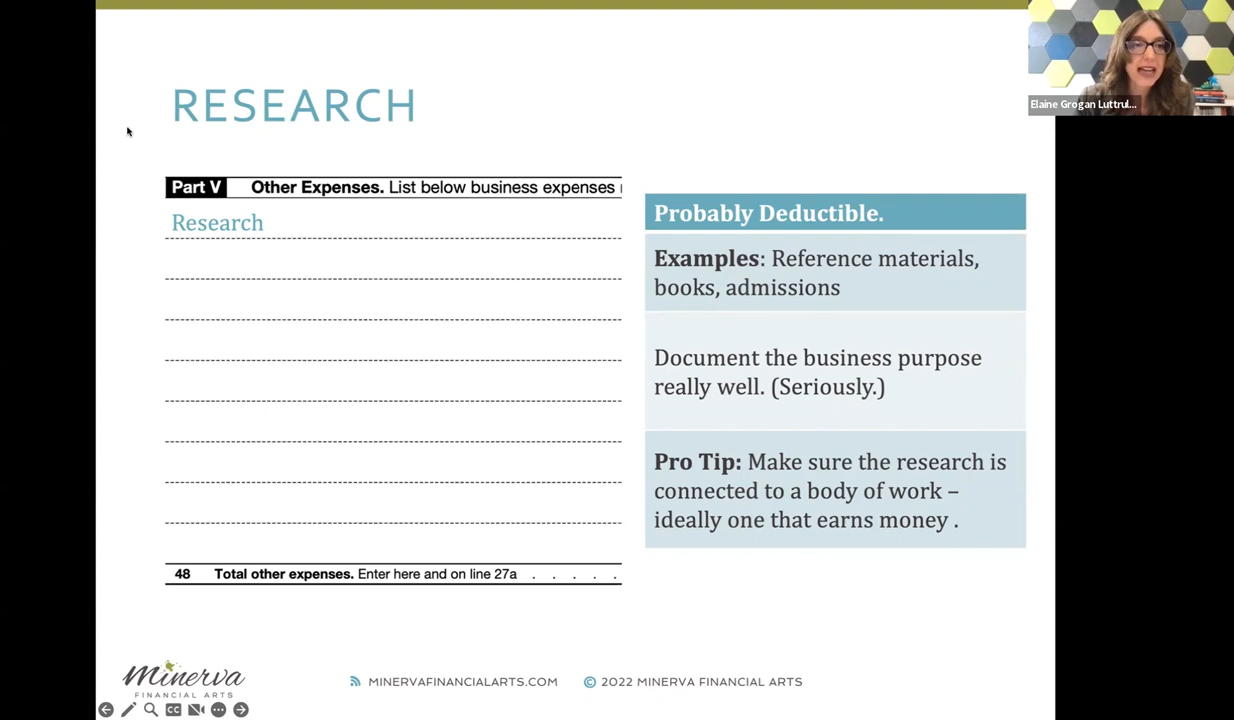 RESEARCH
Part V Other Expenses. List below business expenses
Research
48 Total other expenses. Enter here and on line 27a . . . . .
Probably Deductible.
Examples: Reference materials,
books, admissions
Document the business purpose
really well. (Seriously.)
Pro Tip: Make sure the research is
connected to a body of work –
ideally one that earns money .
Elaine Grogan Luttrul...
Minerva
FINANCIAL ARTS
MINERVAFINANCIALARTS.COM © 2022 MINERVA FINANCIAL ARTS
CC